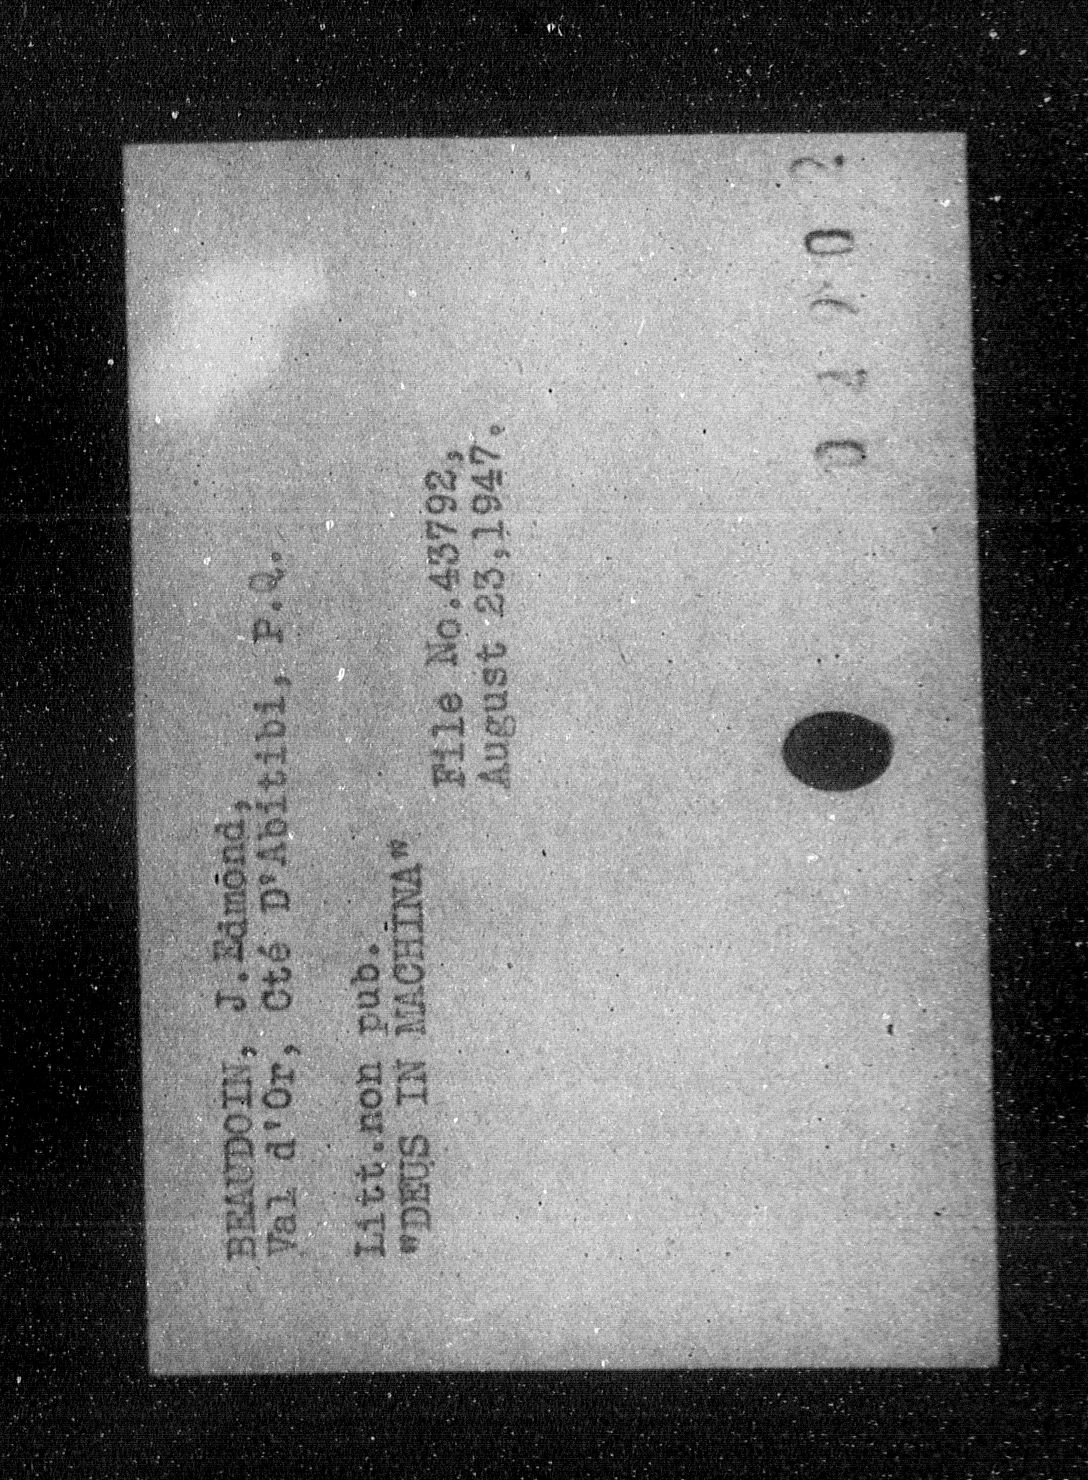 BEAUDOIN, J.Edmond,
Val d'Or, Cté D'Abitibi, P.Q.
Litt.non pub.
"DEUS IN MACHINA"
File No.43792,
August 23,1947.